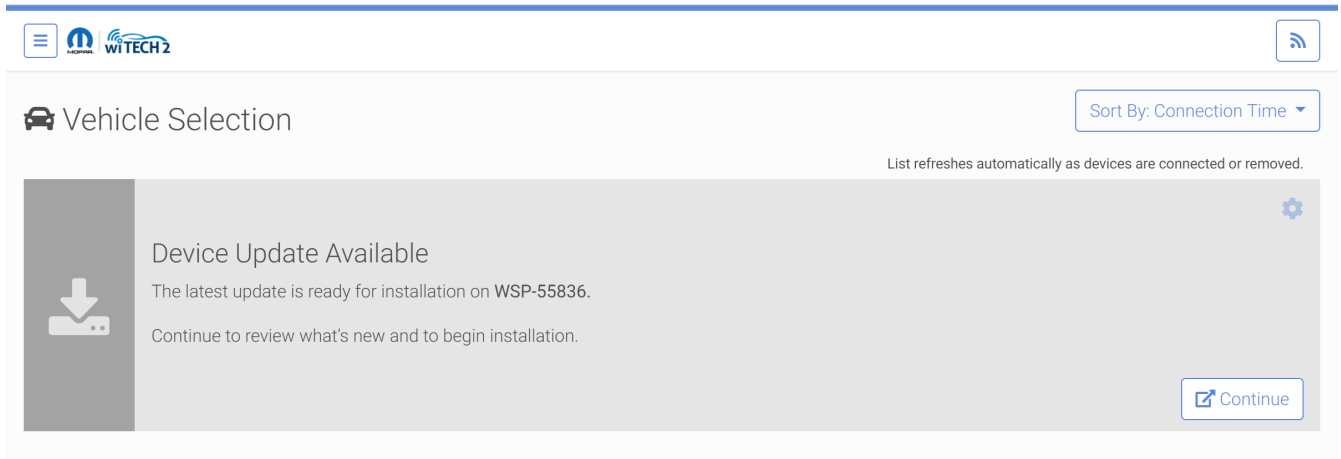 MOPAR. wiTECH 2
Vehicle Selection
Sort By: Connection Time
List refreshes automatically as devices are connected or removed.
Device Update Available
The latest update is ready for installation on WSP-55836.
Continue to review what's new and to begin installation.
Continue